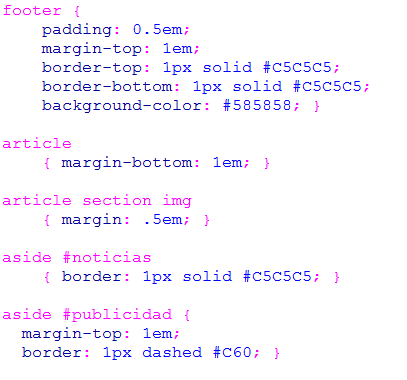 footer {
    padding: 0.5em;
    margin-top: 1em;
    border-top: 1px solid #C5C5C5;
    border-bottom: 1px solid #C5C5C5;
    background-color: #585858; }

article
    { margin-bottom: 1em; }

article section img
    { margin: .5em; }

aside #noticias
    { border: 1px solid #C5C5C5; }

aside #publicidad {
  margin-top: 1em;
  border: 1px dashed #C60; }